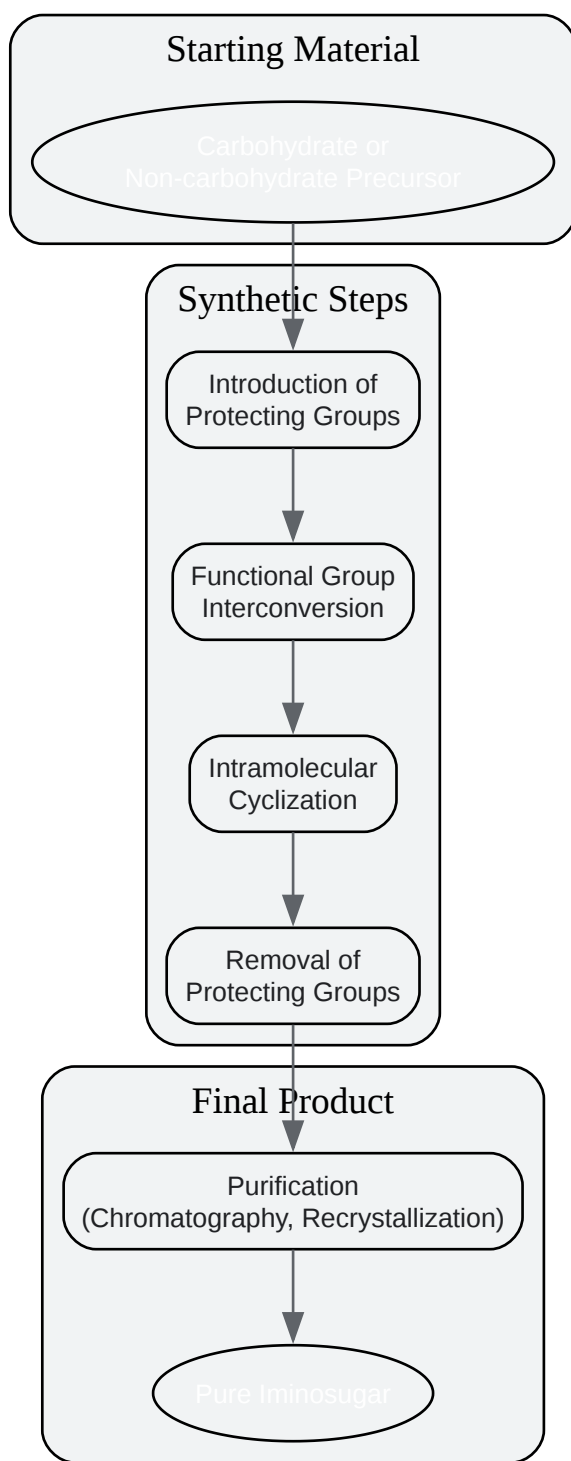 Starting Material
Carbohydrate or
Non-carbohydrate Precursor
Synthetic Steps
Introduction of
Protecting Groups
Functional Group
Interconversion
Intramolecular
Cyclization
Removal of
Protecting Groups
Final Product
Purification
(Chromatography, Recrystallization)
Pure Iminosugar